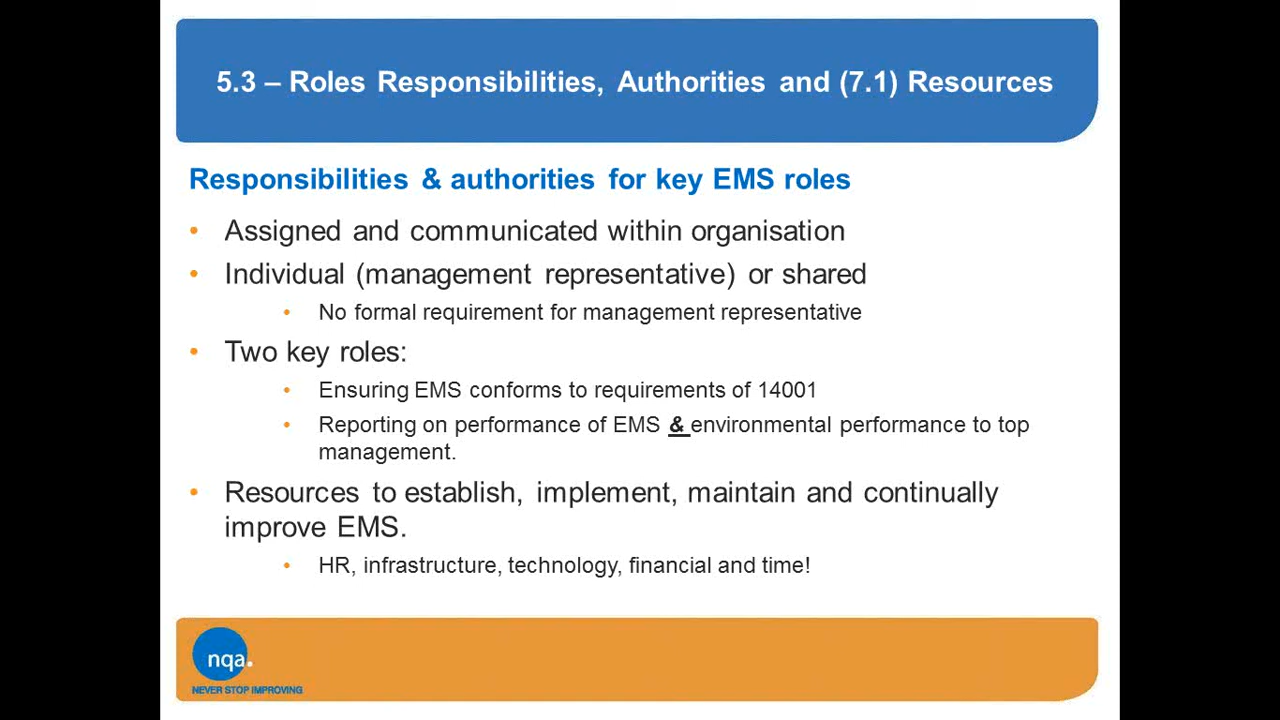 5.3 – Roles Responsibilities, Authorities and (7.1) Resources
Responsibilities & authorities for key EMS roles
• Assigned and communicated within organisation
• Individual (management representative) or shared
• No formal requirement for management representative
• Two key roles:
• Ensuring EMS conforms to requirements of 14001
• Reporting on performance of EMS & environmental performance to top
management.
• Resources to establish, implement, maintain and continually
improve EMS.
• HR, infrastructure, technology, financial and time!
nqa.
NEVER STOP IMPROVING